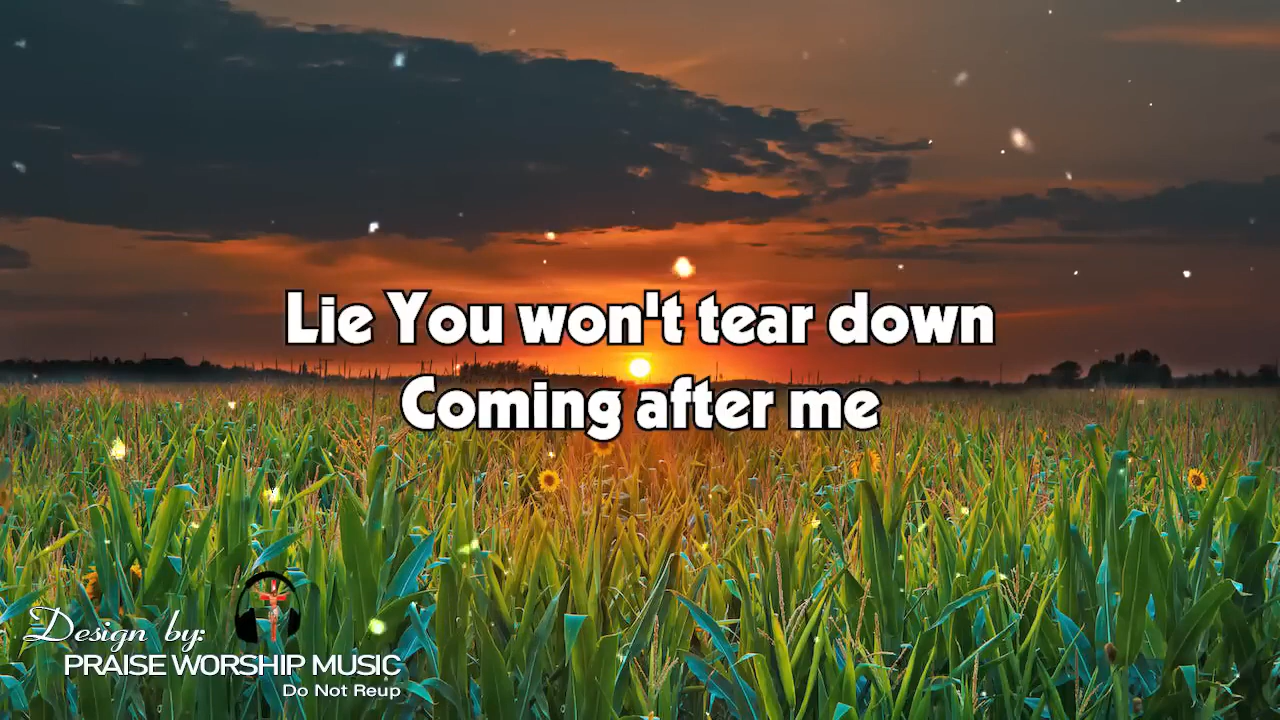 Lie You won't tear down
Coming after me
Design by:
PRAISE WORSHIP MUSIC
Do Not Reup